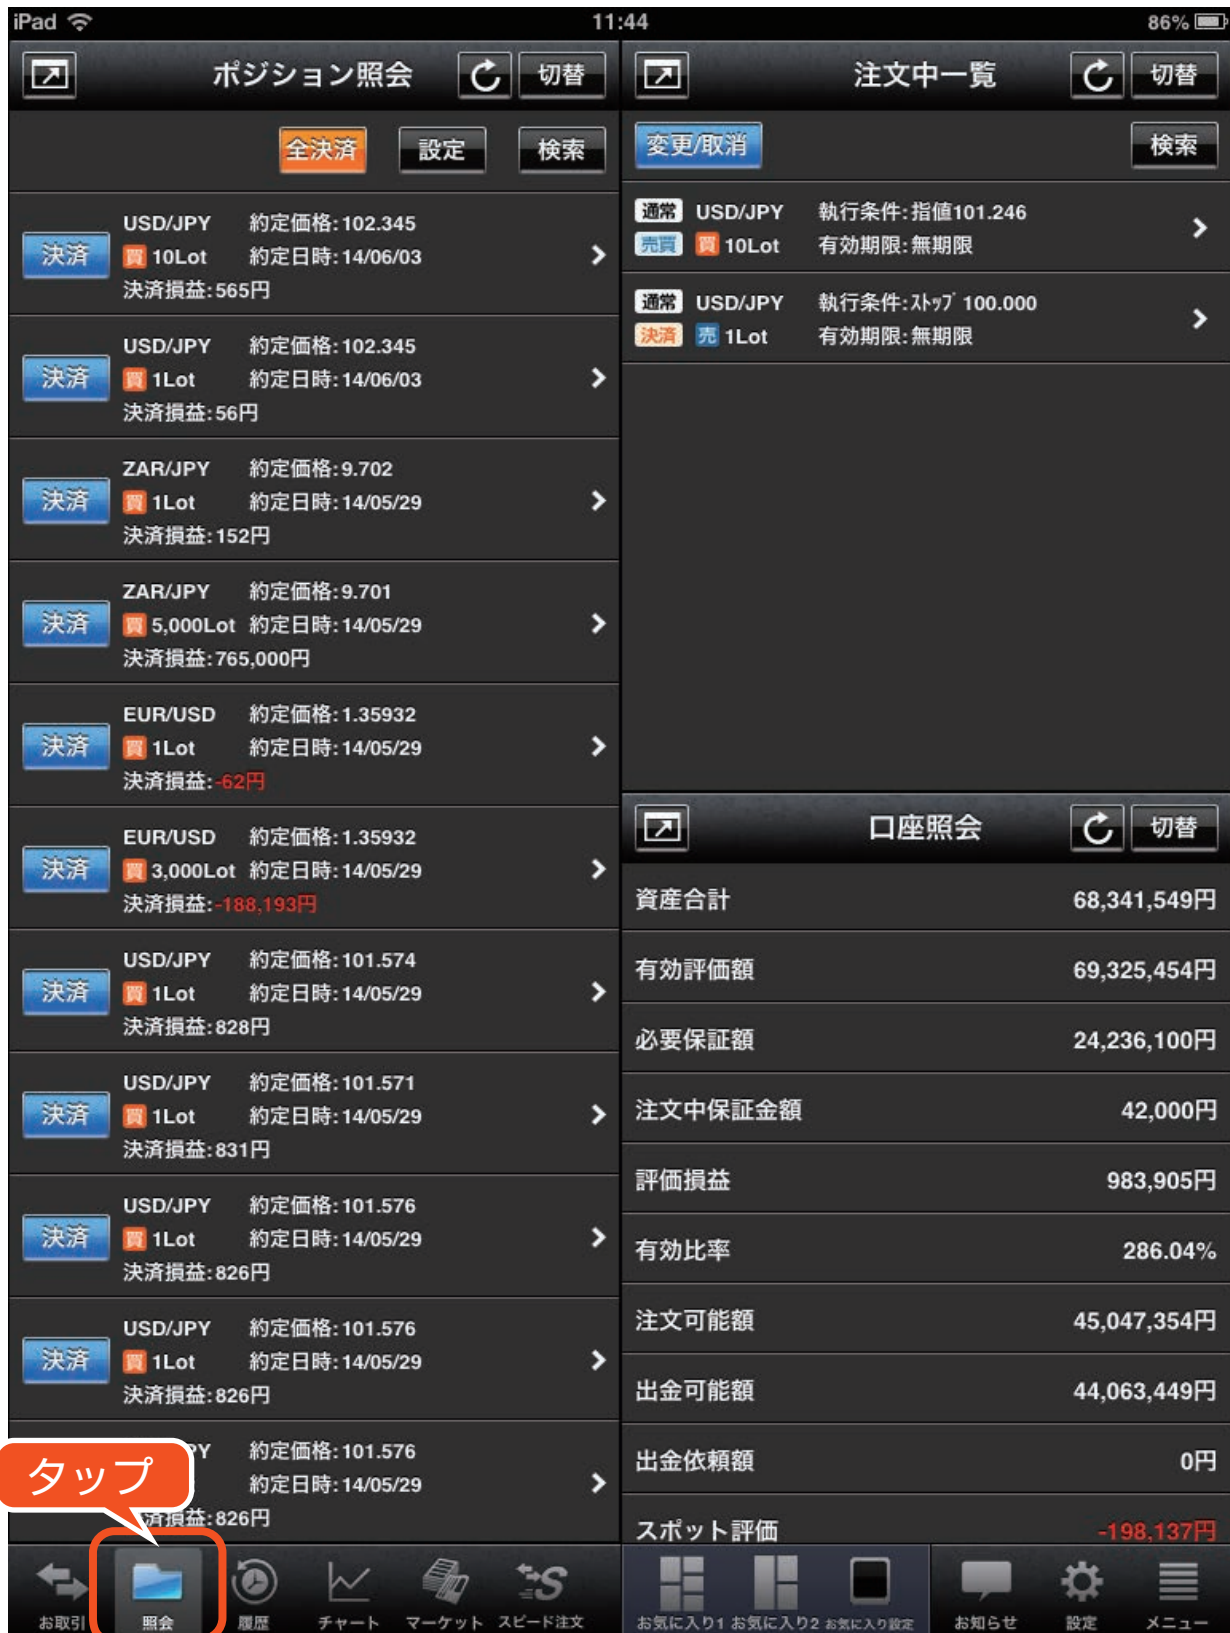 iPad 11:44 86%
ポジション照会 切替
全決済 設定 検索
USD/JPY 約定価格:102.345
決済 買 10Lot 約定日時:14/06/03
決済損益:565円
USD/JPY 約定価格:102.345
決済 買 1Lot 約定日時:14/06/03
決済損益:56円
ZAR/JPY 約定価格:9.702
決済 買 1Lot 約定日時:14/05/29
決済損益:152円
ZAR/JPY 約定価格:9.701
決済 買 5,000Lot 約定日時:14/05/29
決済損益:765,000円
EUR/USD 約定価格:1.35932
決済 買 1Lot 約定日時:14/05/29
決済損益:-62円
EUR/USD 約定価格:1.35932
決済 買 3,000Lot 約定日時:14/05/29
決済損益:-188,193円
USD/JPY 約定価格:101.574
決済 買 1Lot 約定日時:14/05/29
決済損益:828円
USD/JPY 約定価格:101.571
決済 買 1Lot 約定日時:14/05/29
決済損益:831円
USD/JPY 約定価格:101.576
決済 買 1Lot 約定日時:14/05/29
決済損益:826円
USD/JPY 約定価格:101.576
決済 買 1Lot 約定日時:14/05/29
決済損益:826円
PY 約定価格:101.576
約定日時:14/05/29
済損益:826円
タップ
注文中一覧 切替
変更/取消 検索
通常 USD/JPY 執行条件:指値101.246
売買 買 10Lot 有効期限:無期限
通常 USD/JPY 執行条件:ｽﾄｯﾌﾟ 100.000
決済 売 1Lot 有効期限:無期限
口座照会 切替
資産合計 68,341,549円
有効評価額 69,325,454円
必要保証額 24,236,100円
注文中保証金額 42,000円
評価損益 983,905円
有効比率 286.04%
注文可能額 45,047,354円
出金可能額 44,063,449円
出金依頼額 0円
スポット評価 -198,137円
お取引 照会 履歴 チャート マーケット スピード注文 お気に入り1 お気に入り2 お気に入り設定 お知らせ 設定 メニュー